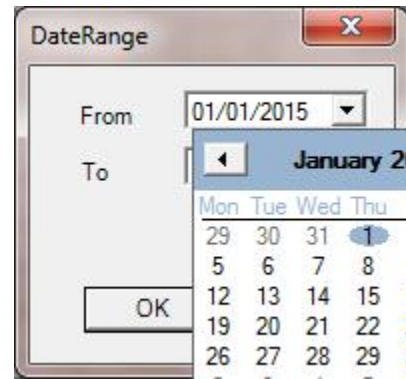 DateRange
From 01/01/2015
To
January 2
Mon Tue Wed Thu
29 30 31 1
5 6 7 8
12 13 14 15
OK
19 20 21 22
26 27 28 29